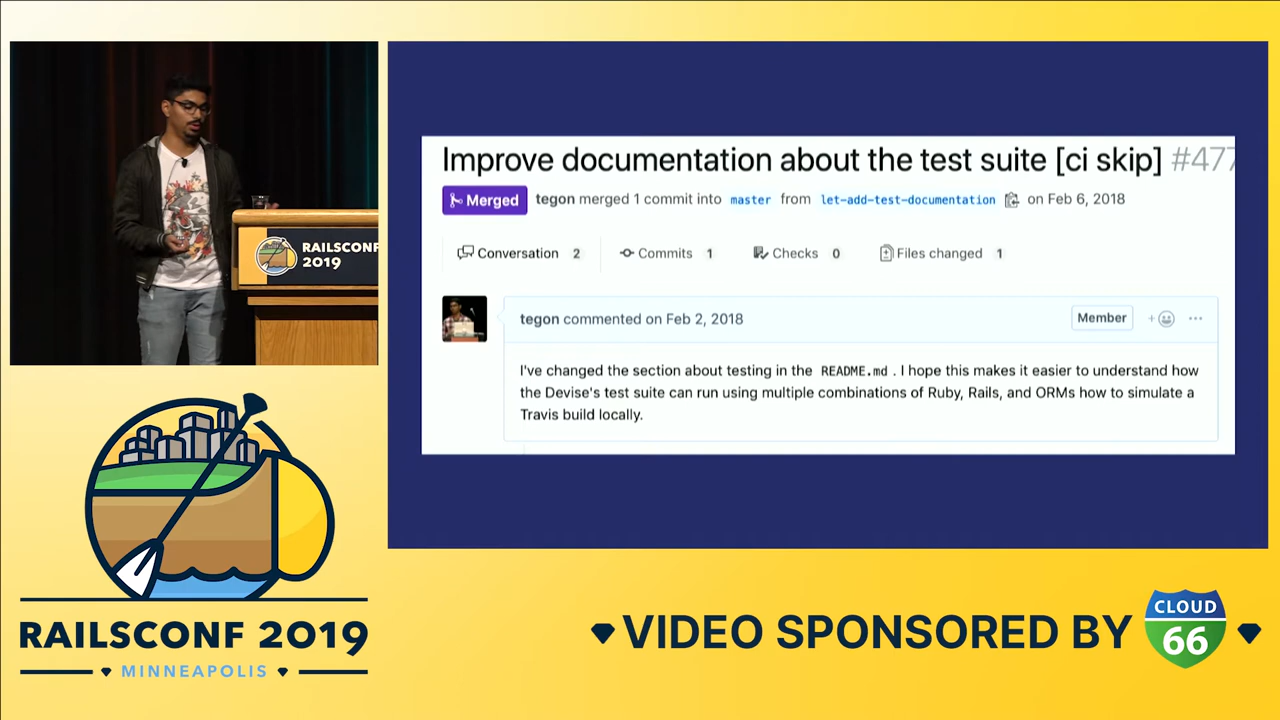 RAILSCONF
2019
Improve documentation about the test suite [ci skip] #477
Merged tegon merged 1 commit into master from let-add-test-documentation on Feb 6, 2018
Conversation 2 Commits 1 Checks 0 Files changed 1
tegon commented on Feb 2, 2018 Member
I've changed the section about testing in the README.md . I hope this makes it easier to understand how
the Devise's test suite can run using multiple combinations of Ruby, Rails, and ORMs how to simulate a
Travis build locally.
RAILSCONF 2019
MINNEAPOLIS
VIDEO SPONSORED BY CLOUD 66